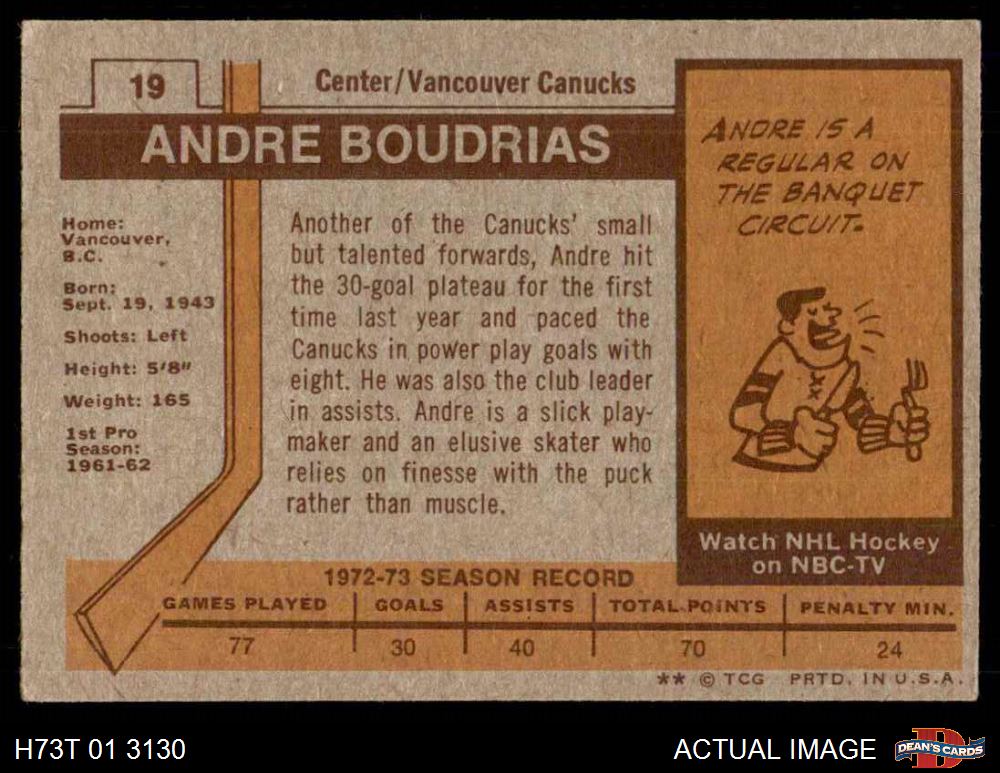 19
Center/Vancouver Canucks
ANDRE BOUDRIAS
Home:
Vancouver,
B.C.
Born:
Sept. 19, 1943
Shoots: Left
Height: 5'8"
Weight: 165
1st Pro
Season:
1961-62
Another of the Canucks' small
but talented forwards, Andre hit
the 30-goal plateau for the first
time last year and paced the
Canucks in power play goals with
eight. He was also the club leader
in assists. Andre is a slick play-
maker and an elusive skater who
relies on finesse with the puck
rather than muscle.
ANDRE IS A
REGULAR ON
THE BANQUET
CIRCUIT.
Watch NHL Hockey
on NBC-TV
1972-73 SEASON RECORD
GAMES PLAYED GOALS ASSISTS TOTAL POINTS PENALTY MIN.
77 30 40 70 24
** © TCG PRTD. IN U.S.A.
H73T 01 3130
ACTUAL IMAGE
D
DEAN'S CARDS